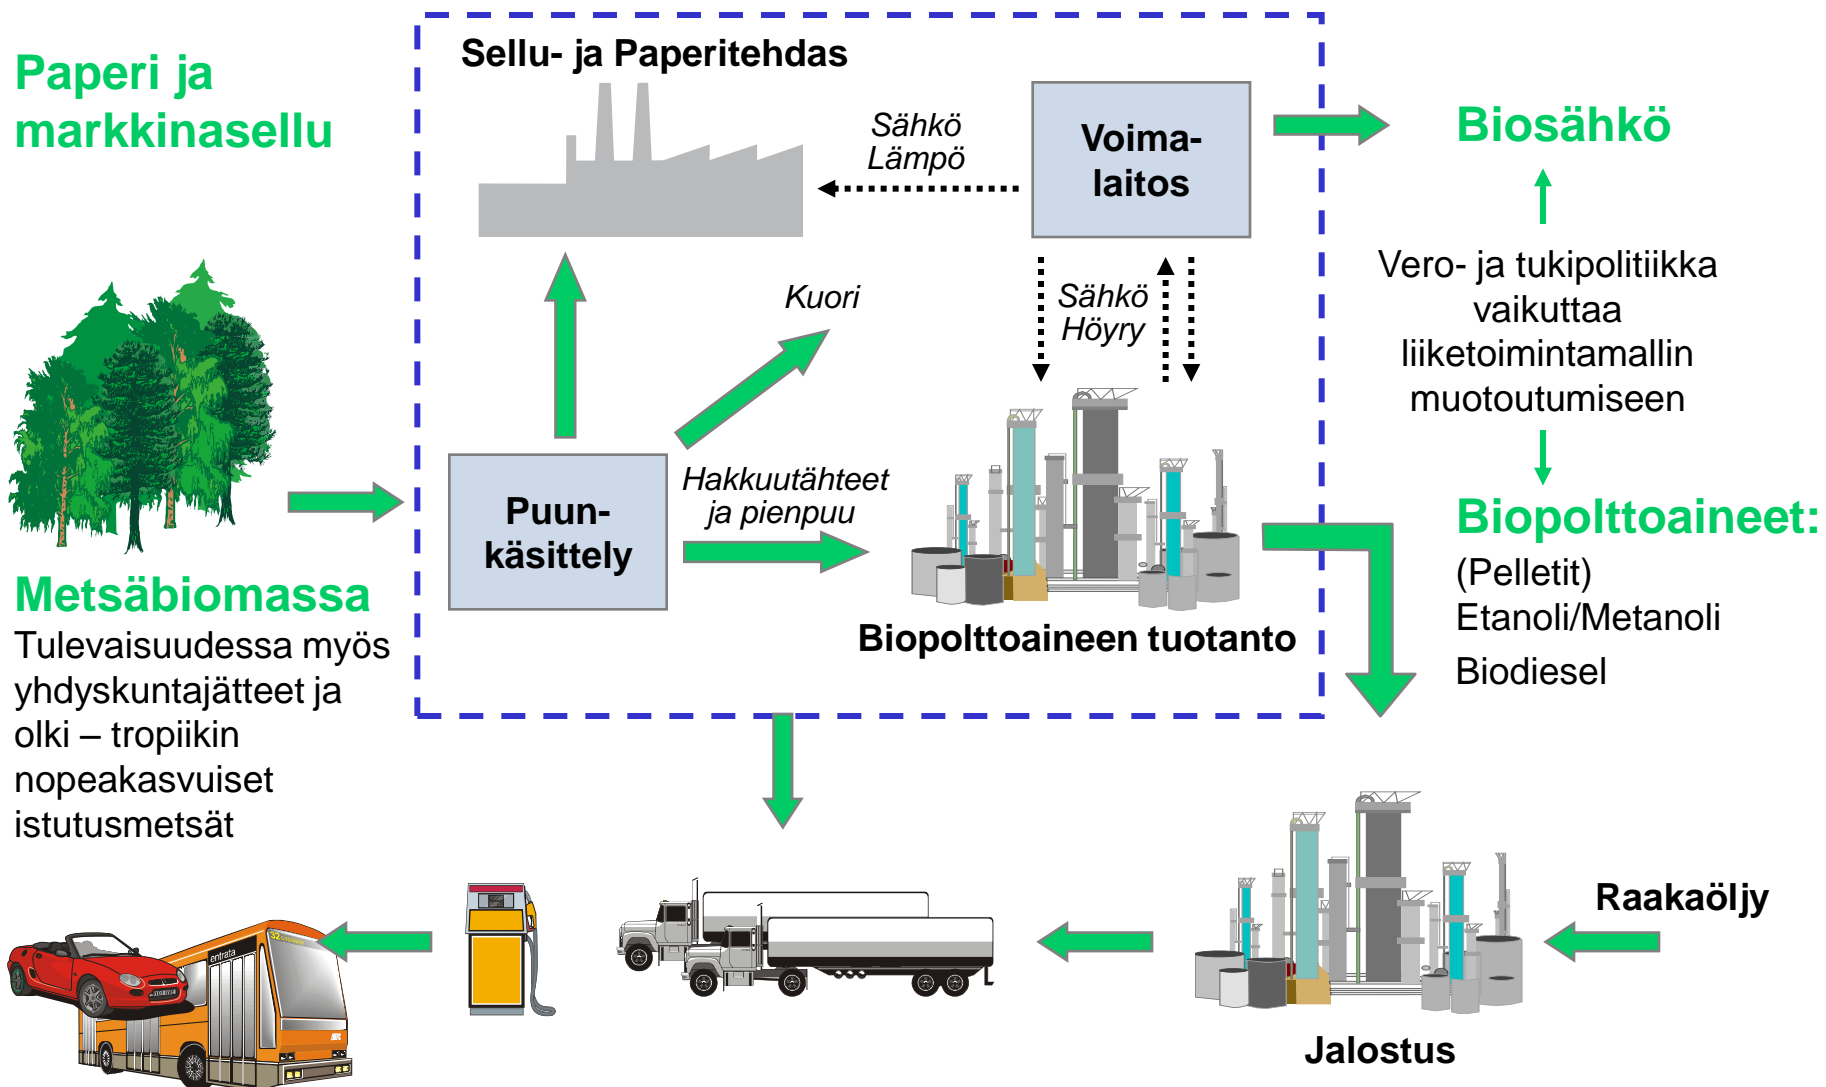 Paperi ja
markkinasellu
Sellu- ja Paperitehdas
Sähkö
Lämpö
Voima-
laitos
Biosähkö
Vero- ja tukipolitiikka
vaikuttaa
liiketoimintamallin
muotoutumiseen
Kuori
Sähkö
Höyry
Puun-
käsittely
Hakkuutähteet
ja pienpuu
Biopolttoaineen tuotanto
Biopolttoaineet:
(Pelletit)
Etanoli/Metanoli
Biodiesel
Metsäbiomassa
Tulevaisuudessa myös
yhdyskuntajätteet ja
olki – tropiikin
nopeakasvuiset
istutusmetsät
Raakaöljy
Jalostus
32
entrata